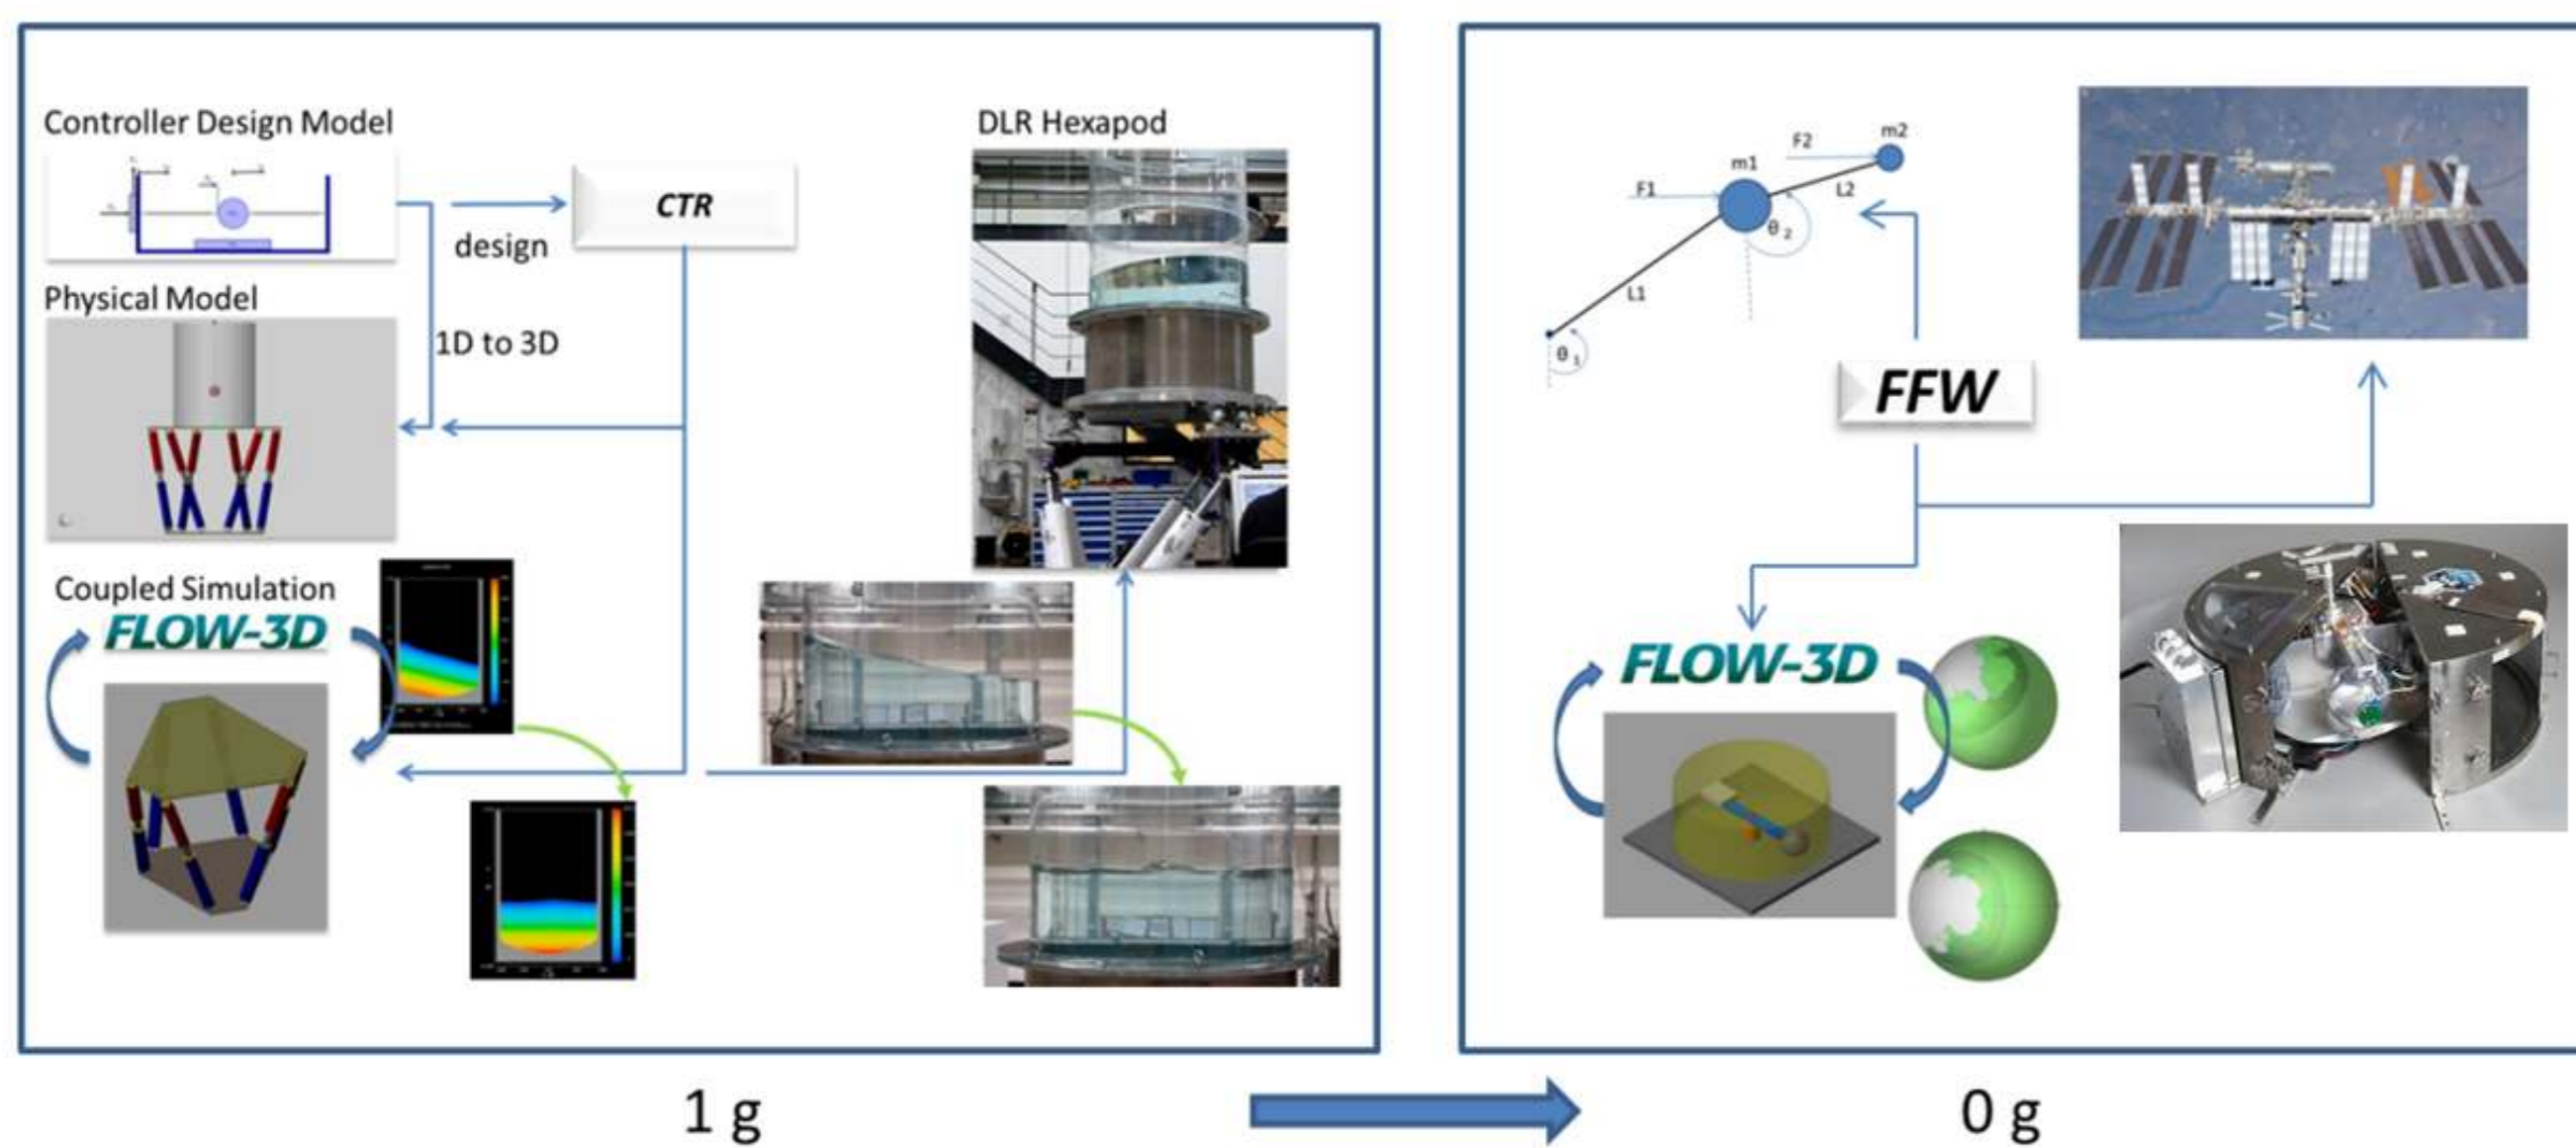 Controller Design Model
CTR
design
Physical Model
1D to 3D
Coupled Simulation
FLOW-3D
DLR Hexapod
F1
m1
F2
m2
L1
L2
θ 1
θ 2
FFW
FLOW-3D
1 g
0 g